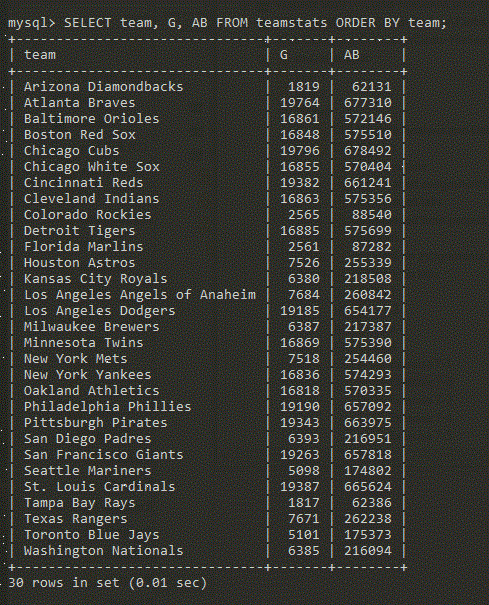 mysql> SELECT team, G, AB FROM teamstats ORDER BY team;
+-------------------------------+-------+--------+
| team                          | G     | AB     |
+-------------------------------+-------+--------+
| Arizona Diamondbacks          |  1819 |  62131 |
| Atlanta Braves                | 19764 | 677310 |
| Baltimore Orioles             | 16861 | 572146 |
| Boston Red Sox                | 16848 | 575510 |
| Chicago Cubs                  | 19796 | 678492 |
| Chicago White Sox             | 16855 | 570404 |
| Cincinnati Reds               | 19382 | 661241 |
| Cleveland Indians             | 16863 | 575356 |
| Colorado Rockies              |  2565 |  88540 |
| Detroit Tigers                | 16885 | 575699 |
| Florida Marlins               |  2561 |  87282 |
| Houston Astros                |  7526 | 255339 |
| Kansas City Royals            |  6380 | 218508 |
| Los Angeles Angels of Anaheim |  7684 | 260842 |
| Los Angeles Dodgers           | 19185 | 654177 |
| Milwaukee Brewers             |  6387 | 217387 |
| Minnesota Twins               | 16869 | 575390 |
| New York Mets                 |  7518 | 254460 |
| New York Yankees              | 16836 | 574293 |
| Oakland Athletics             | 16818 | 570335 |
| Philadelphia Phillies         | 19190 | 657092 |
| Pittsburgh Pirates            | 19343 | 663975 |
| San Diego Padres              |  6393 | 216951 |
| San Francisco Giants          | 19263 | 657818 |
| Seattle Mariners              |  5098 | 174802 |
| St. Louis Cardinals           | 19387 | 665624 |
| Tampa Bay Rays                |  1817 |  62386 |
| Texas Rangers                 |  7671 | 262238 |
| Toronto Blue Jays             |  5101 | 175373 |
| Washington Nationals          |  6385 | 216094 |
+-------------------------------+-------+--------+
30 rows in set (0.01 sec)